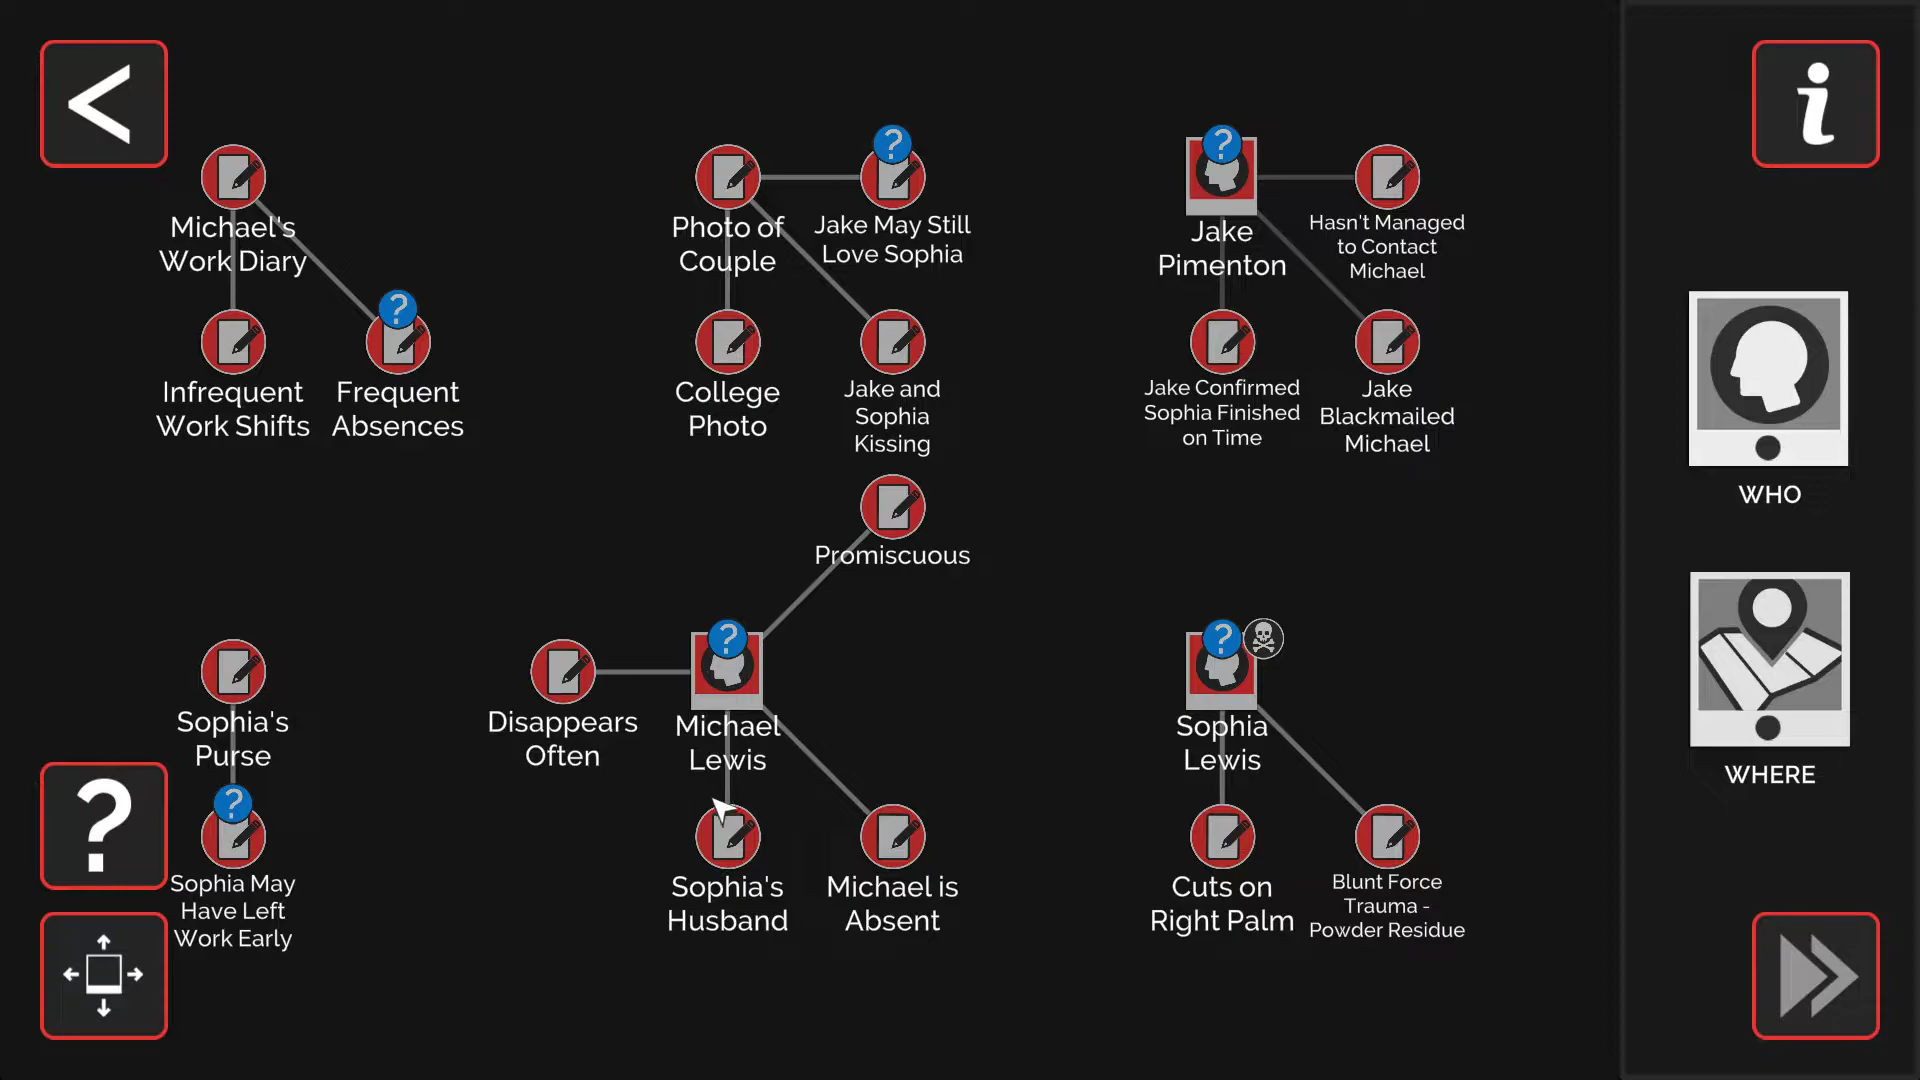 Michael's
Work Diary
Photo of
Couple
Jake May Still
Love Sophia
Jake
Pimenton
Hasn't Managed
to Contact
Michael
Infrequent
Work Shifts
Frequent
Absences
College
Photo
Jake and
Sophia
Kissing
Jake Confirmed
Sophia Finished
on Time
Jake
Blackmailed
Michael
WHO
Promiscuous
Sophia's
Purse
Disappears
Often
Michael
Lewis
Sophia
Lewis
WHERE
Sophia May
Have Left
Work Early
Sophia's
Husband
Michael is
Absent
Cuts on
Right Palm
Blunt Force
Trauma -
Powder Residue